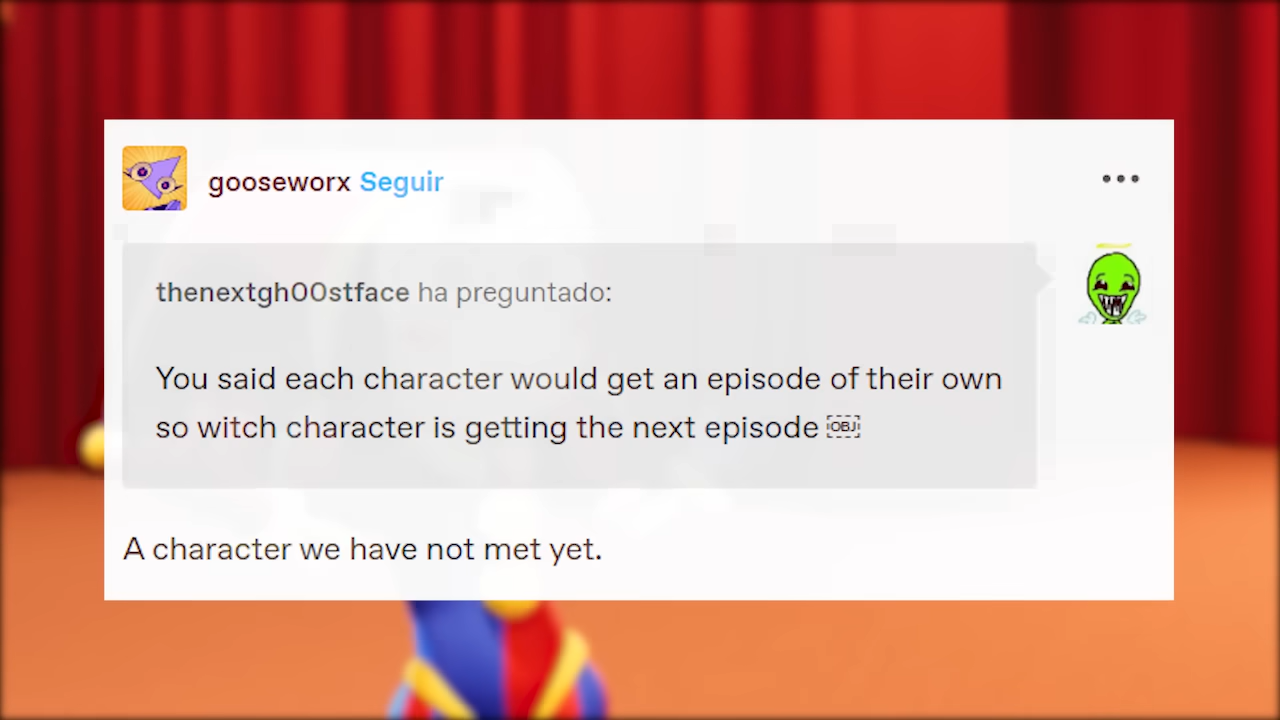 gooseworx Seguir
thenextgh00stface ha preguntado:
You said each character would get an episode of their own
so witch character is getting the next episode ￼
A character we have not met yet.